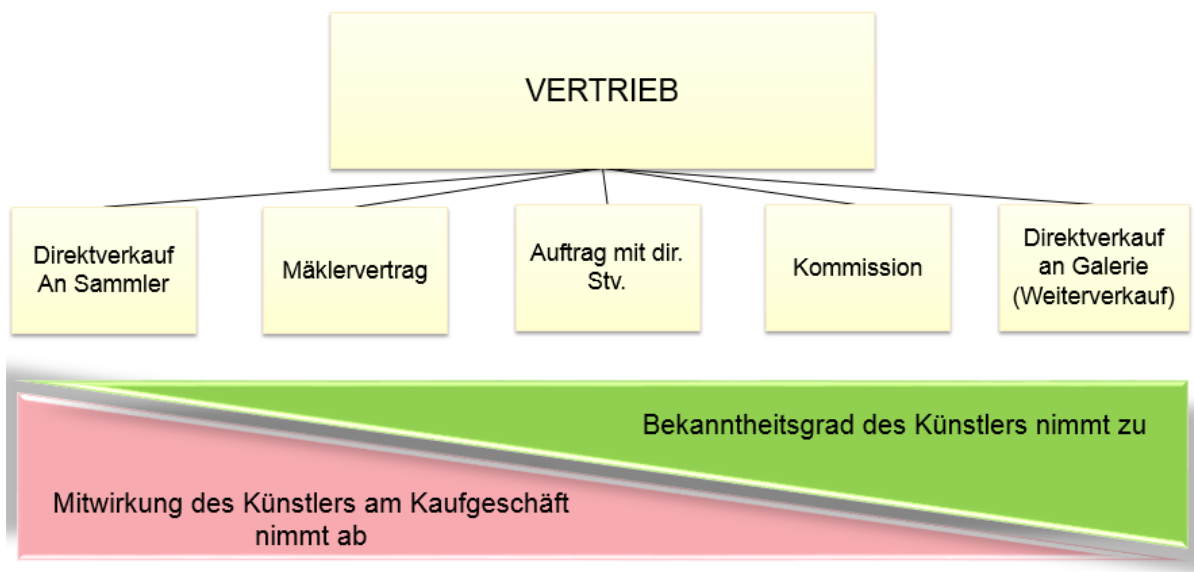 VERTRIEB
Direktverkauf
An Sammler
Mäklervertrag
Auftrag mit dir.
Stv.
Kommission
Direktverkauf
an Galerie
(Weiterverkauf)
Bekanntheitsgrad des Künstlers nimmt zu
Mitwirkung des Künstlers am Kaufgeschäft
nimmt ab